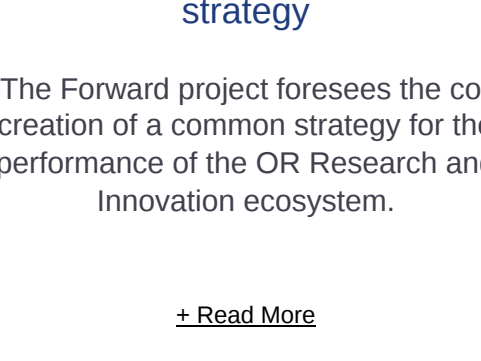 strategy
The Forward project foresees the co
creation of a common strategy for the
performance of the OR Research and
Innovation ecosystem.
+ Read More